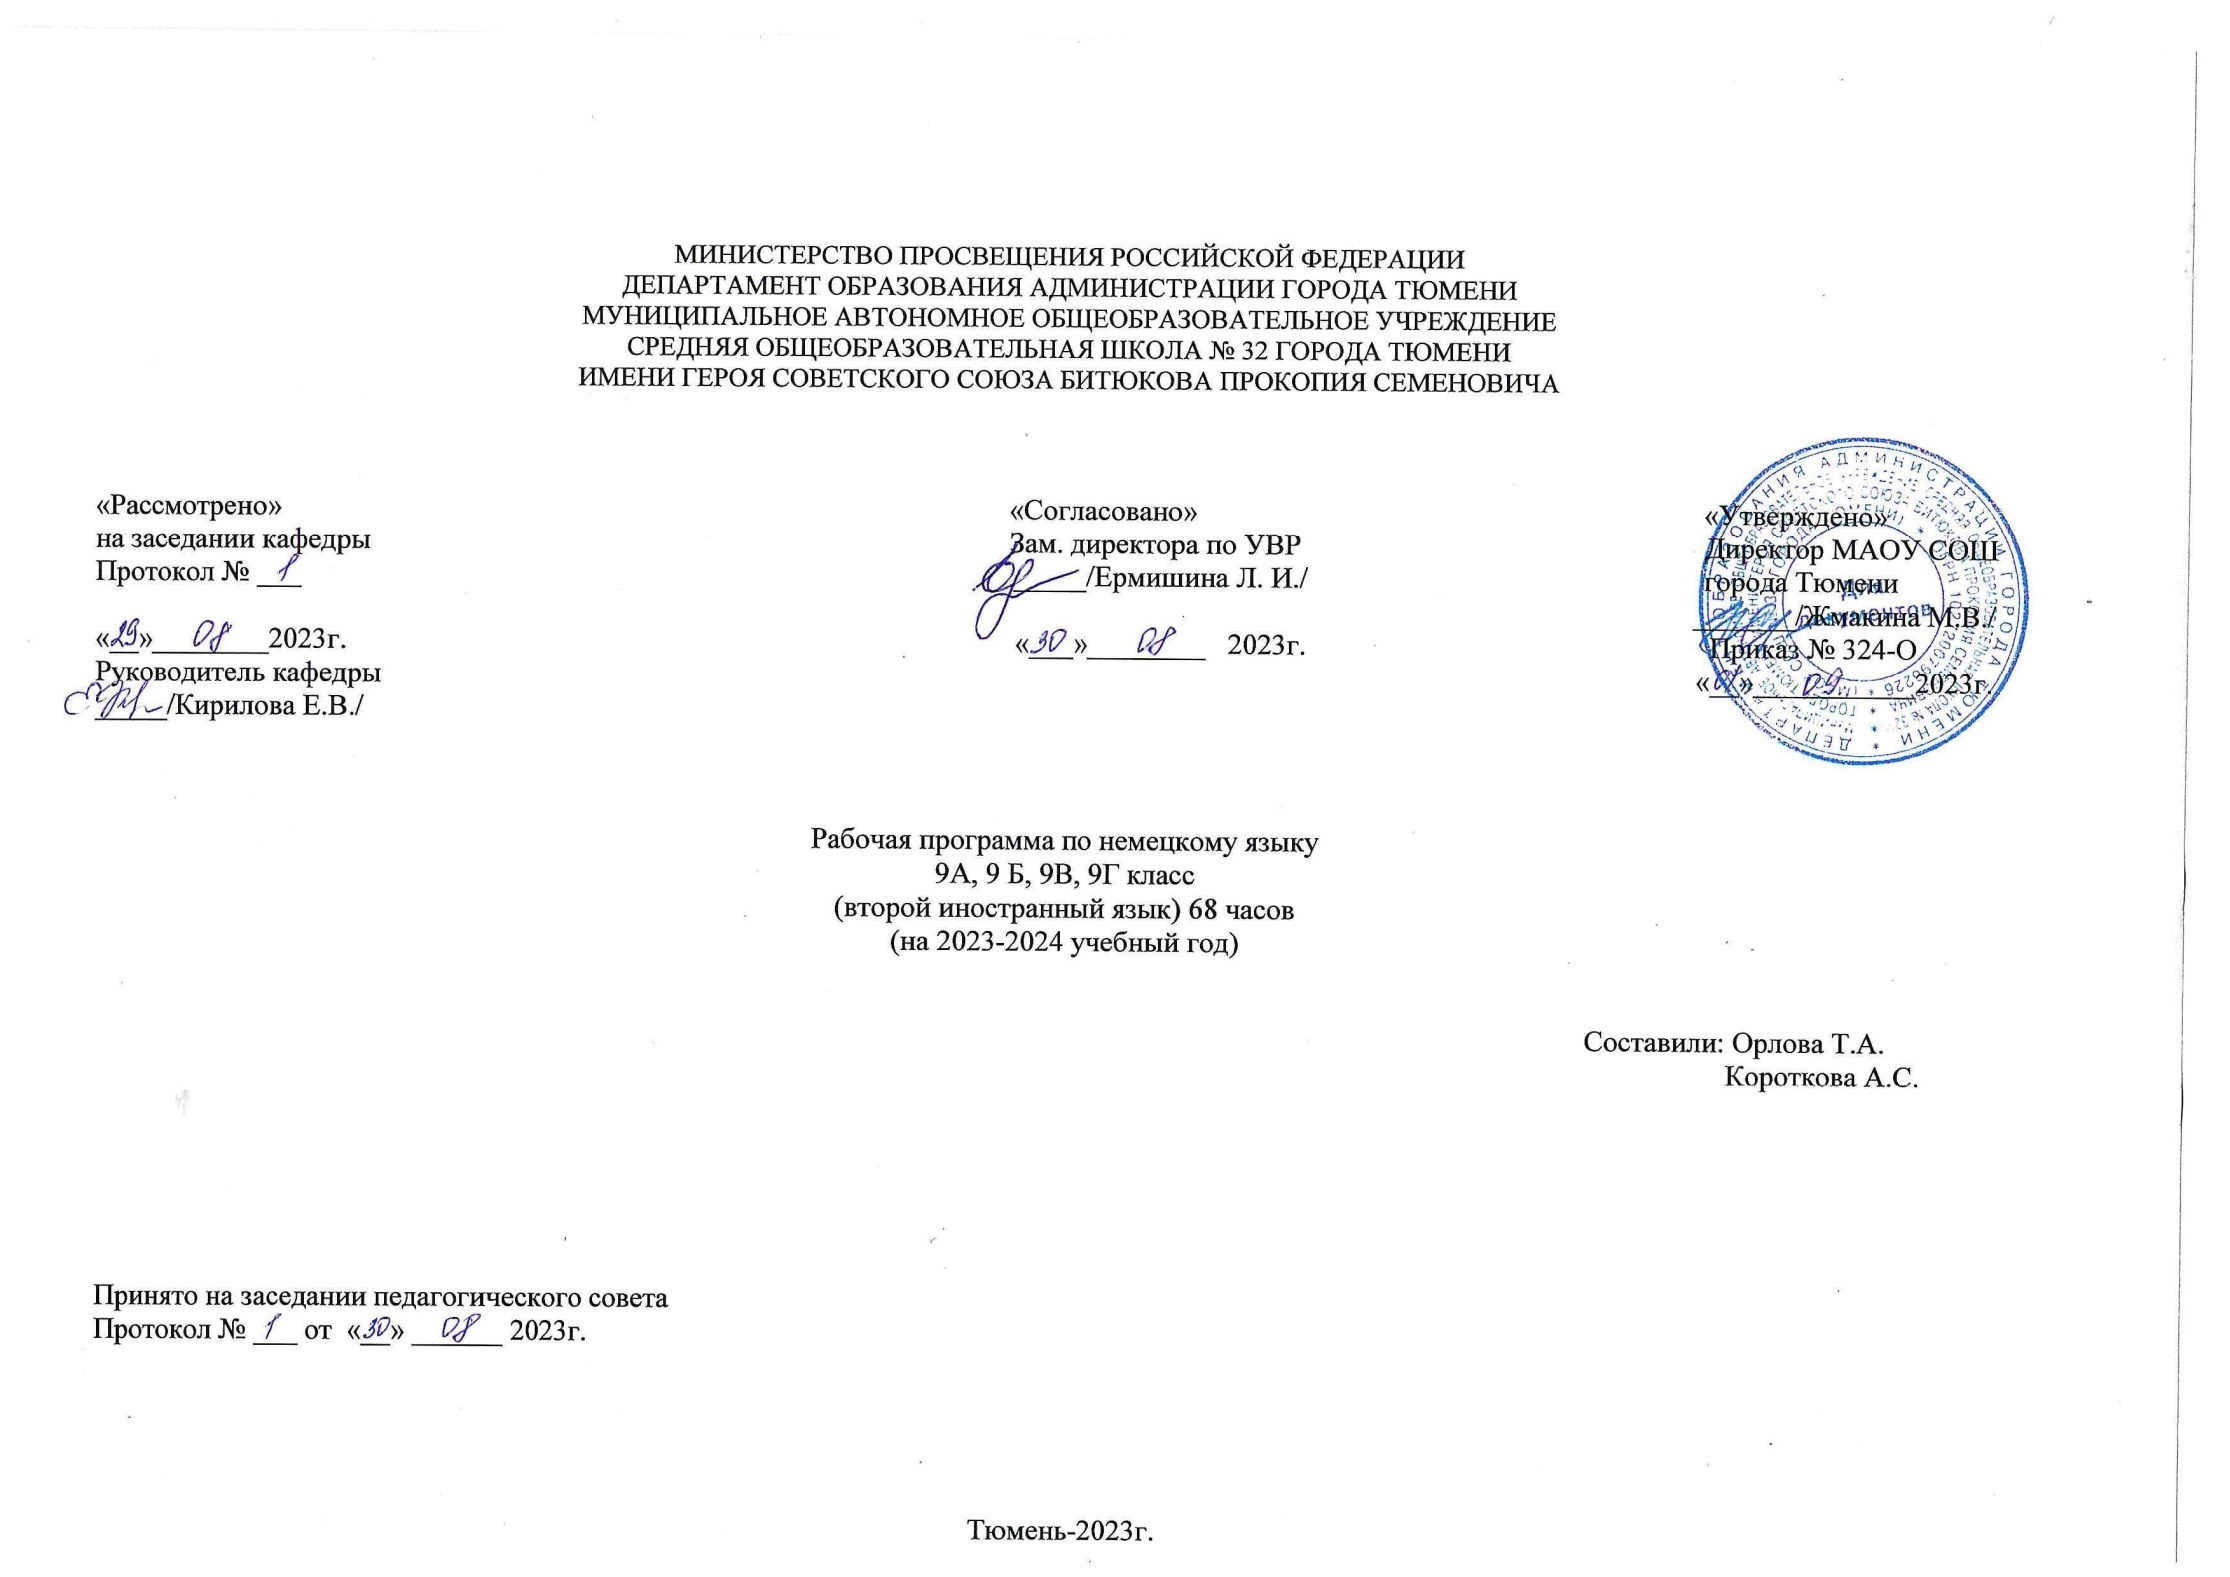 МИНИСТЕРСТВО ПРОСВЕЩЕНИЯ РОССИЙСКОЙ ФЕДЕРАЦИИ
ДЕПАРТАМЕНТ ОБРАЗОВАНИЯ АДМИНИСТРАЦИИ ГОРОДА ТЮМЕНИ
МУНИЦИПАЛЬНОЕ АВТОНОМНОЕ ОБЩЕОБРАЗОВАТЕЛЬНОЕ УЧРЕЖДЕНИЕ
СРЕДНЯЯ ОБЩЕОБРАЗОВАТЕЛЬНАЯ ШКОЛА № 32 ГОРОДА ТЮМЕНИ
ИМЕНИ ГЕРОЯ СОВЕТСКОГО СОЮЗА БИТЮКОВА ПРОКОПИЯ СЕМЕНОВИЧА
«Рассмотрено»
на заседании кафедры
Протокол № 1
«29» 08 2023г.
Руководитель кафедры
/Кирилова Е.В./
«Согласовано»
Зам. директора по УВР
/Ермишина Л. И./
«30» 08 2023г.
«Утверждено»
Директор МАОУ СОШ
города Тюмени
/Жмакина М.В./
Приказ № 324-О
«01» 09 2023г.
Для документов
Рабочая программа по немецкому языку
9А, 9 Б, 9В, 9Г класс
(второй иностранный язык) 68 часов
(на 2023-2024 учебный год)
Составили: Орлова Т.А.
Короткова А.С.
Принято на заседании педагогического совета
Протокол № 1 от «30» 08 2023г.
Тюмень-2023г.